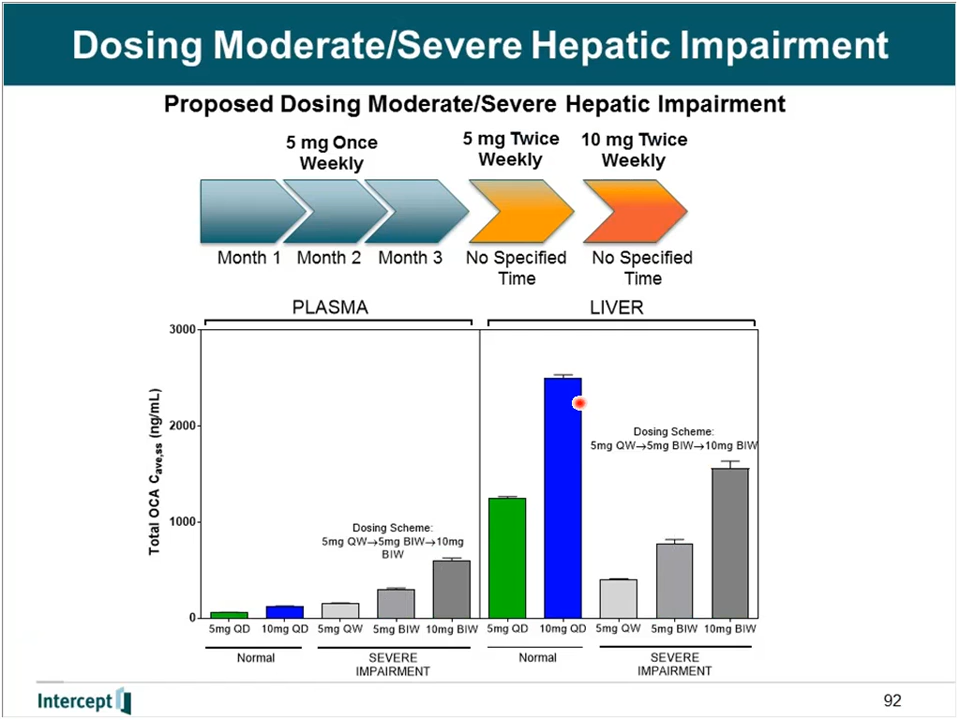 Dosing Moderate/Severe Hepatic Impairment
Proposed Dosing Moderate/Severe Hepatic Impairment
5 mg Once
Weekly
5 mg Twice
Weekly
10 mg Twice
Weekly
Month 1
Month 2
Month 3
No Specified
Time
No Specified
Time
PLASMA
LIVER
Total OCA Cave,ss (ng/mL)
3000
2000
1000
0
Dosing Scheme:
5mg QW→5mg BIW→10mg
BIW
Dosing Scheme:
5mg QW→5mg BIW→10mg BIW
5mg QD
10mg QD
5mg QW
5mg BIW
10mg BIW
5mg QD
10mg QD
5mg QW
5mg BIW
10mg BIW
Normal
SEVERE
IMPAIRMENT
Normal
SEVERE
IMPAIRMENT
Intercept
92